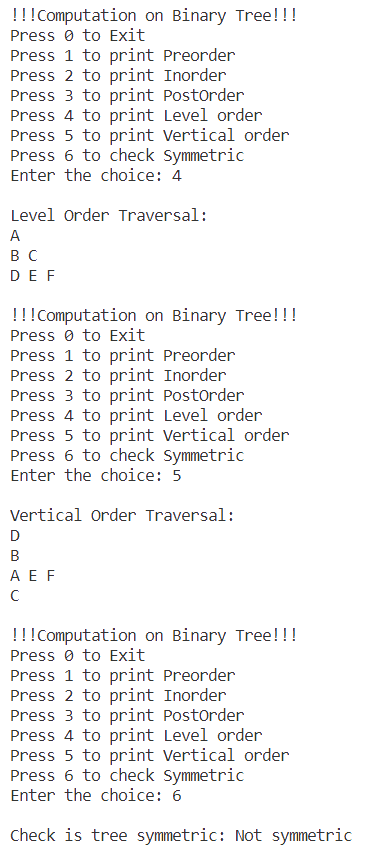 !!!Computation on Binary Tree!!!
Press 0 to Exit
Press 1 to print Preorder
Press 2 to print Inorder
Press 3 to print PostOrder
Press 4 to print Level order
Press 5 to print Vertical order
Press 6 to check Symmetric
Enter the choice: 4
Level Order Traversal:
A
B C
D E F
!!!Computation on Binary Tree!!!
Press 0 to Exit
Press 1 to print Preorder
Press 2 to print Inorder
Press 3 to print PostOrder
Press 4 to print Level order
Press 5 to print Vertical order
Press 6 to check Symmetric
Enter the choice: 5
Vertical Order Traversal:
D
B
A E F
C
!!!Computation on Binary Tree!!!
Press 0 to Exit
Press 1 to print Preorder
Press 2 to print Inorder
Press 3 to print PostOrder
Press 4 to print Level order
Press 5 to print Vertical order
Press 6 to check Symmetric
Enter the choice: 6
Check is tree symmetric: Not symmetric